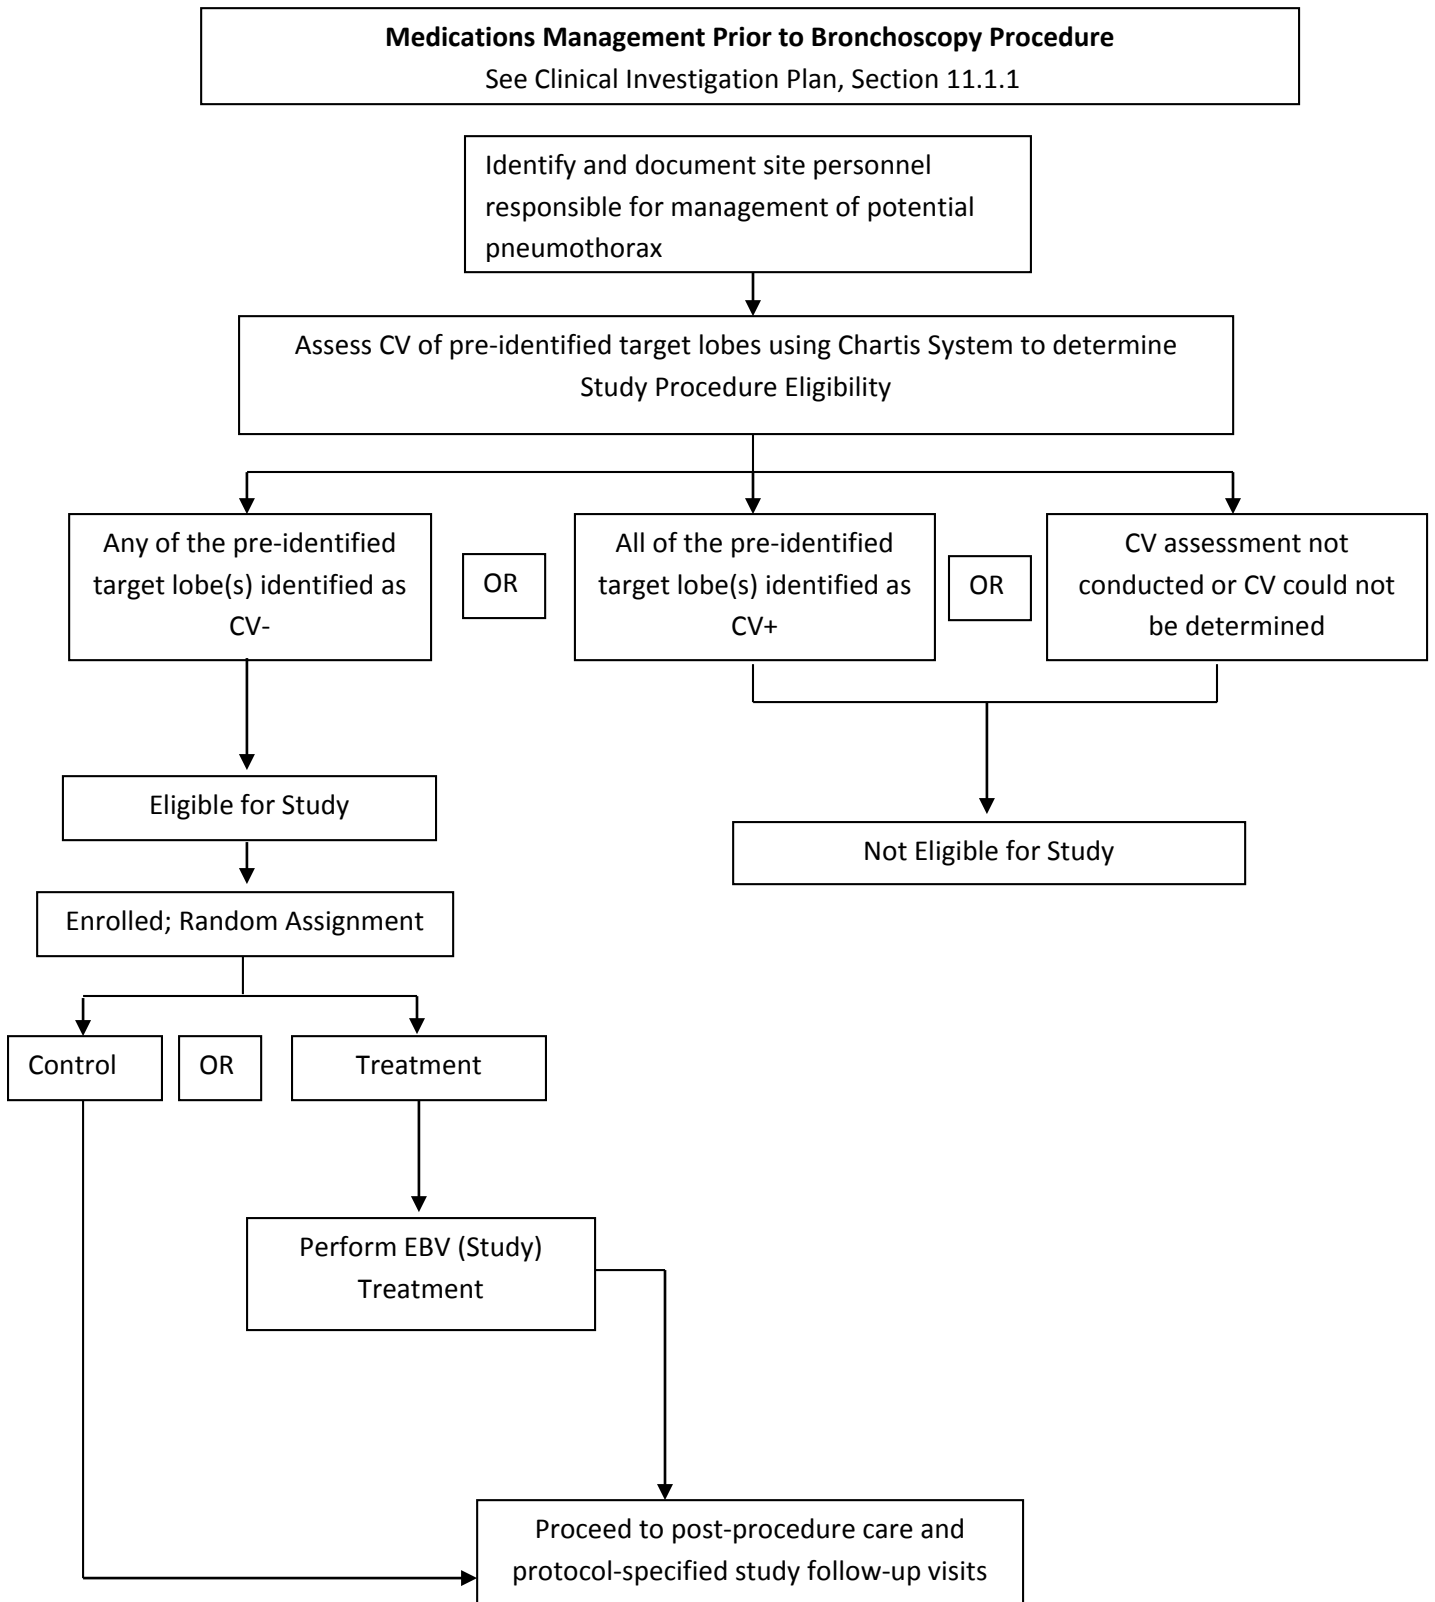 Medications Management Prior to Bronchoscopy Procedure
See Clinical Investigation Plan, Section 11.1.1
Identify and document site personnel
responsible for management of potential
pneumothorax
Assess CV of pre-identified target lobes using Chartis System to determine
Study Procedure Eligibility
Any of the pre-identified
target lobe(s) identified as
CV-
OR
All of the pre-identified
target lobe(s) identified as
CV+
OR
CV assessment not
conducted or CV could not
be determined
Eligible for Study
Not Eligible for Study
Enrolled; Random Assignment
Control
OR
Treatment
Perform EBV (Study)
Treatment
Proceed to post-procedure care and
protocol-specified study follow-up visits